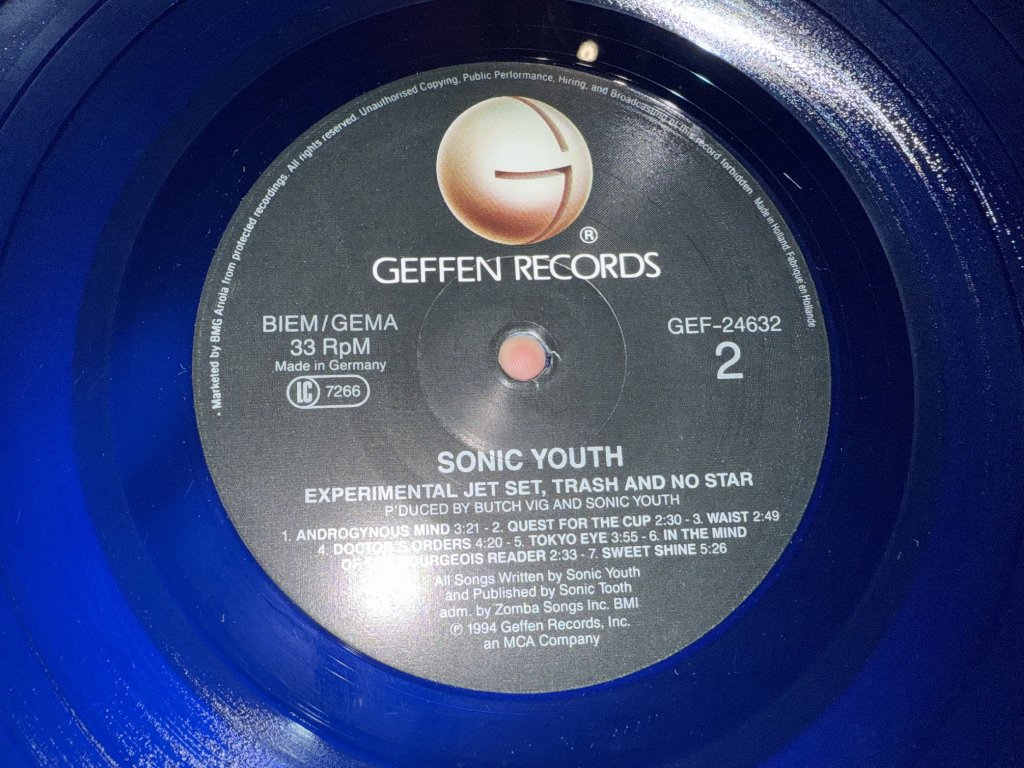 • Marketed by BMG Ariola from protected recordings. All rights reserved. Unauthorised Copying, Public Performance, Hiring, and Broadcasting of this record forbidden. Made in Holland Fabrique en Hollande
G
®
GEFFEN RECORDS
BIEM/GEMA
33 RpM
Made in Germany
LC 7266
GEF-24632
2
SONIC YOUTH
EXPERIMENTAL JET SET, TRASH AND NO STAR
P'DUCED BY BUTCH VIG AND SONIC YOUTH
1. ANDROGYNOUS MIND 3:21 - 2. QUEST FOR THE CUP 2:30 - 3. WAIST 2:49
4. DOCTOR'S ORDERS 4:20 - 5. TOKYO EYE 3:55 - 6. IN THE MIND
OF BOURGEOIS READER 2:33 - 7. SWEET SHINE 5:26
All Songs Written by Sonic Youth
and Published by Sonic Tooth
adm. by Zomba Songs Inc. BMI
℗ 1994 Geffen Records, Inc.
an MCA Company